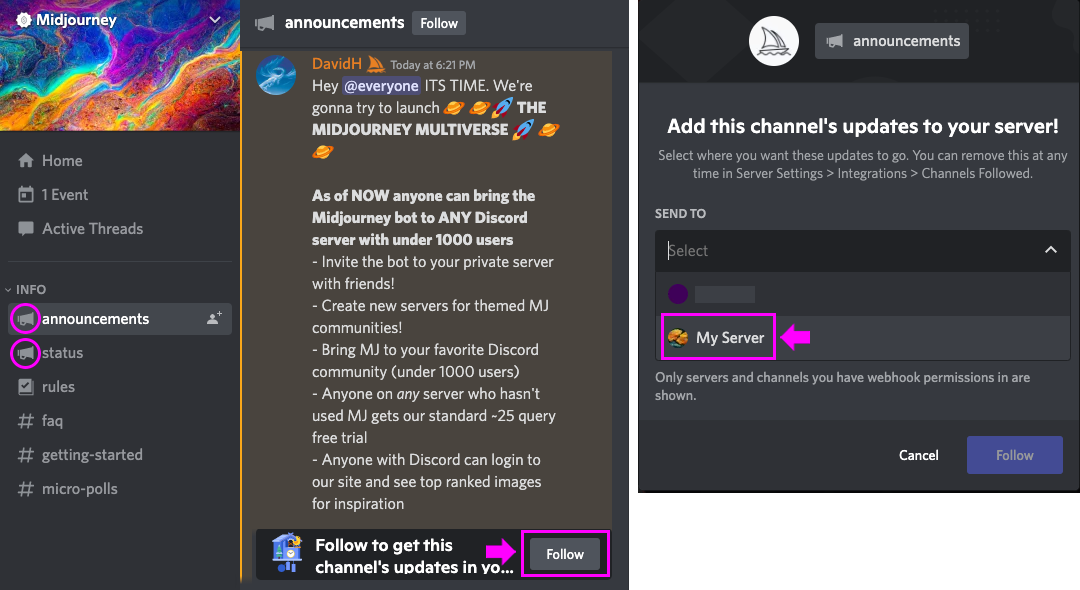 Midjourney
Home
1 Event
Active Threads
INFO
announcements
status
rules
faq
getting-started
micro-polls
announcements Follow
DavidH Today at 6:21 PM
Hey @everyone ITS TIME. We're
gonna try to launch 🪐 🪐🚀 THE
MIDJOURNEY MULTIVERSE 🚀 🪐
🪐
As of NOW anyone can bring the
Midjourney bot to ANY Discord
server with under 1000 users
- Invite the bot to your private server
with friends!
- Create new servers for themed MJ
communities!
- Bring MJ to your favorite Discord
community (under 1000 users)
- Anyone on any server who hasn't
used MJ gets our standard ~25 query
free trial
- Anyone with Discord can login to
our site and see top ranked images
for inspiration
Follow to get this
channel's updates in yo...
Follow
announcements
Add this channel's updates to your server!
Select where you want these updates to go. You can remove this at any
time in Server Settings > Integrations > Channels Followed.
SEND TO
Select
My Server
Only servers and channels you have webhook permissions in are
shown.
Cancel Follow